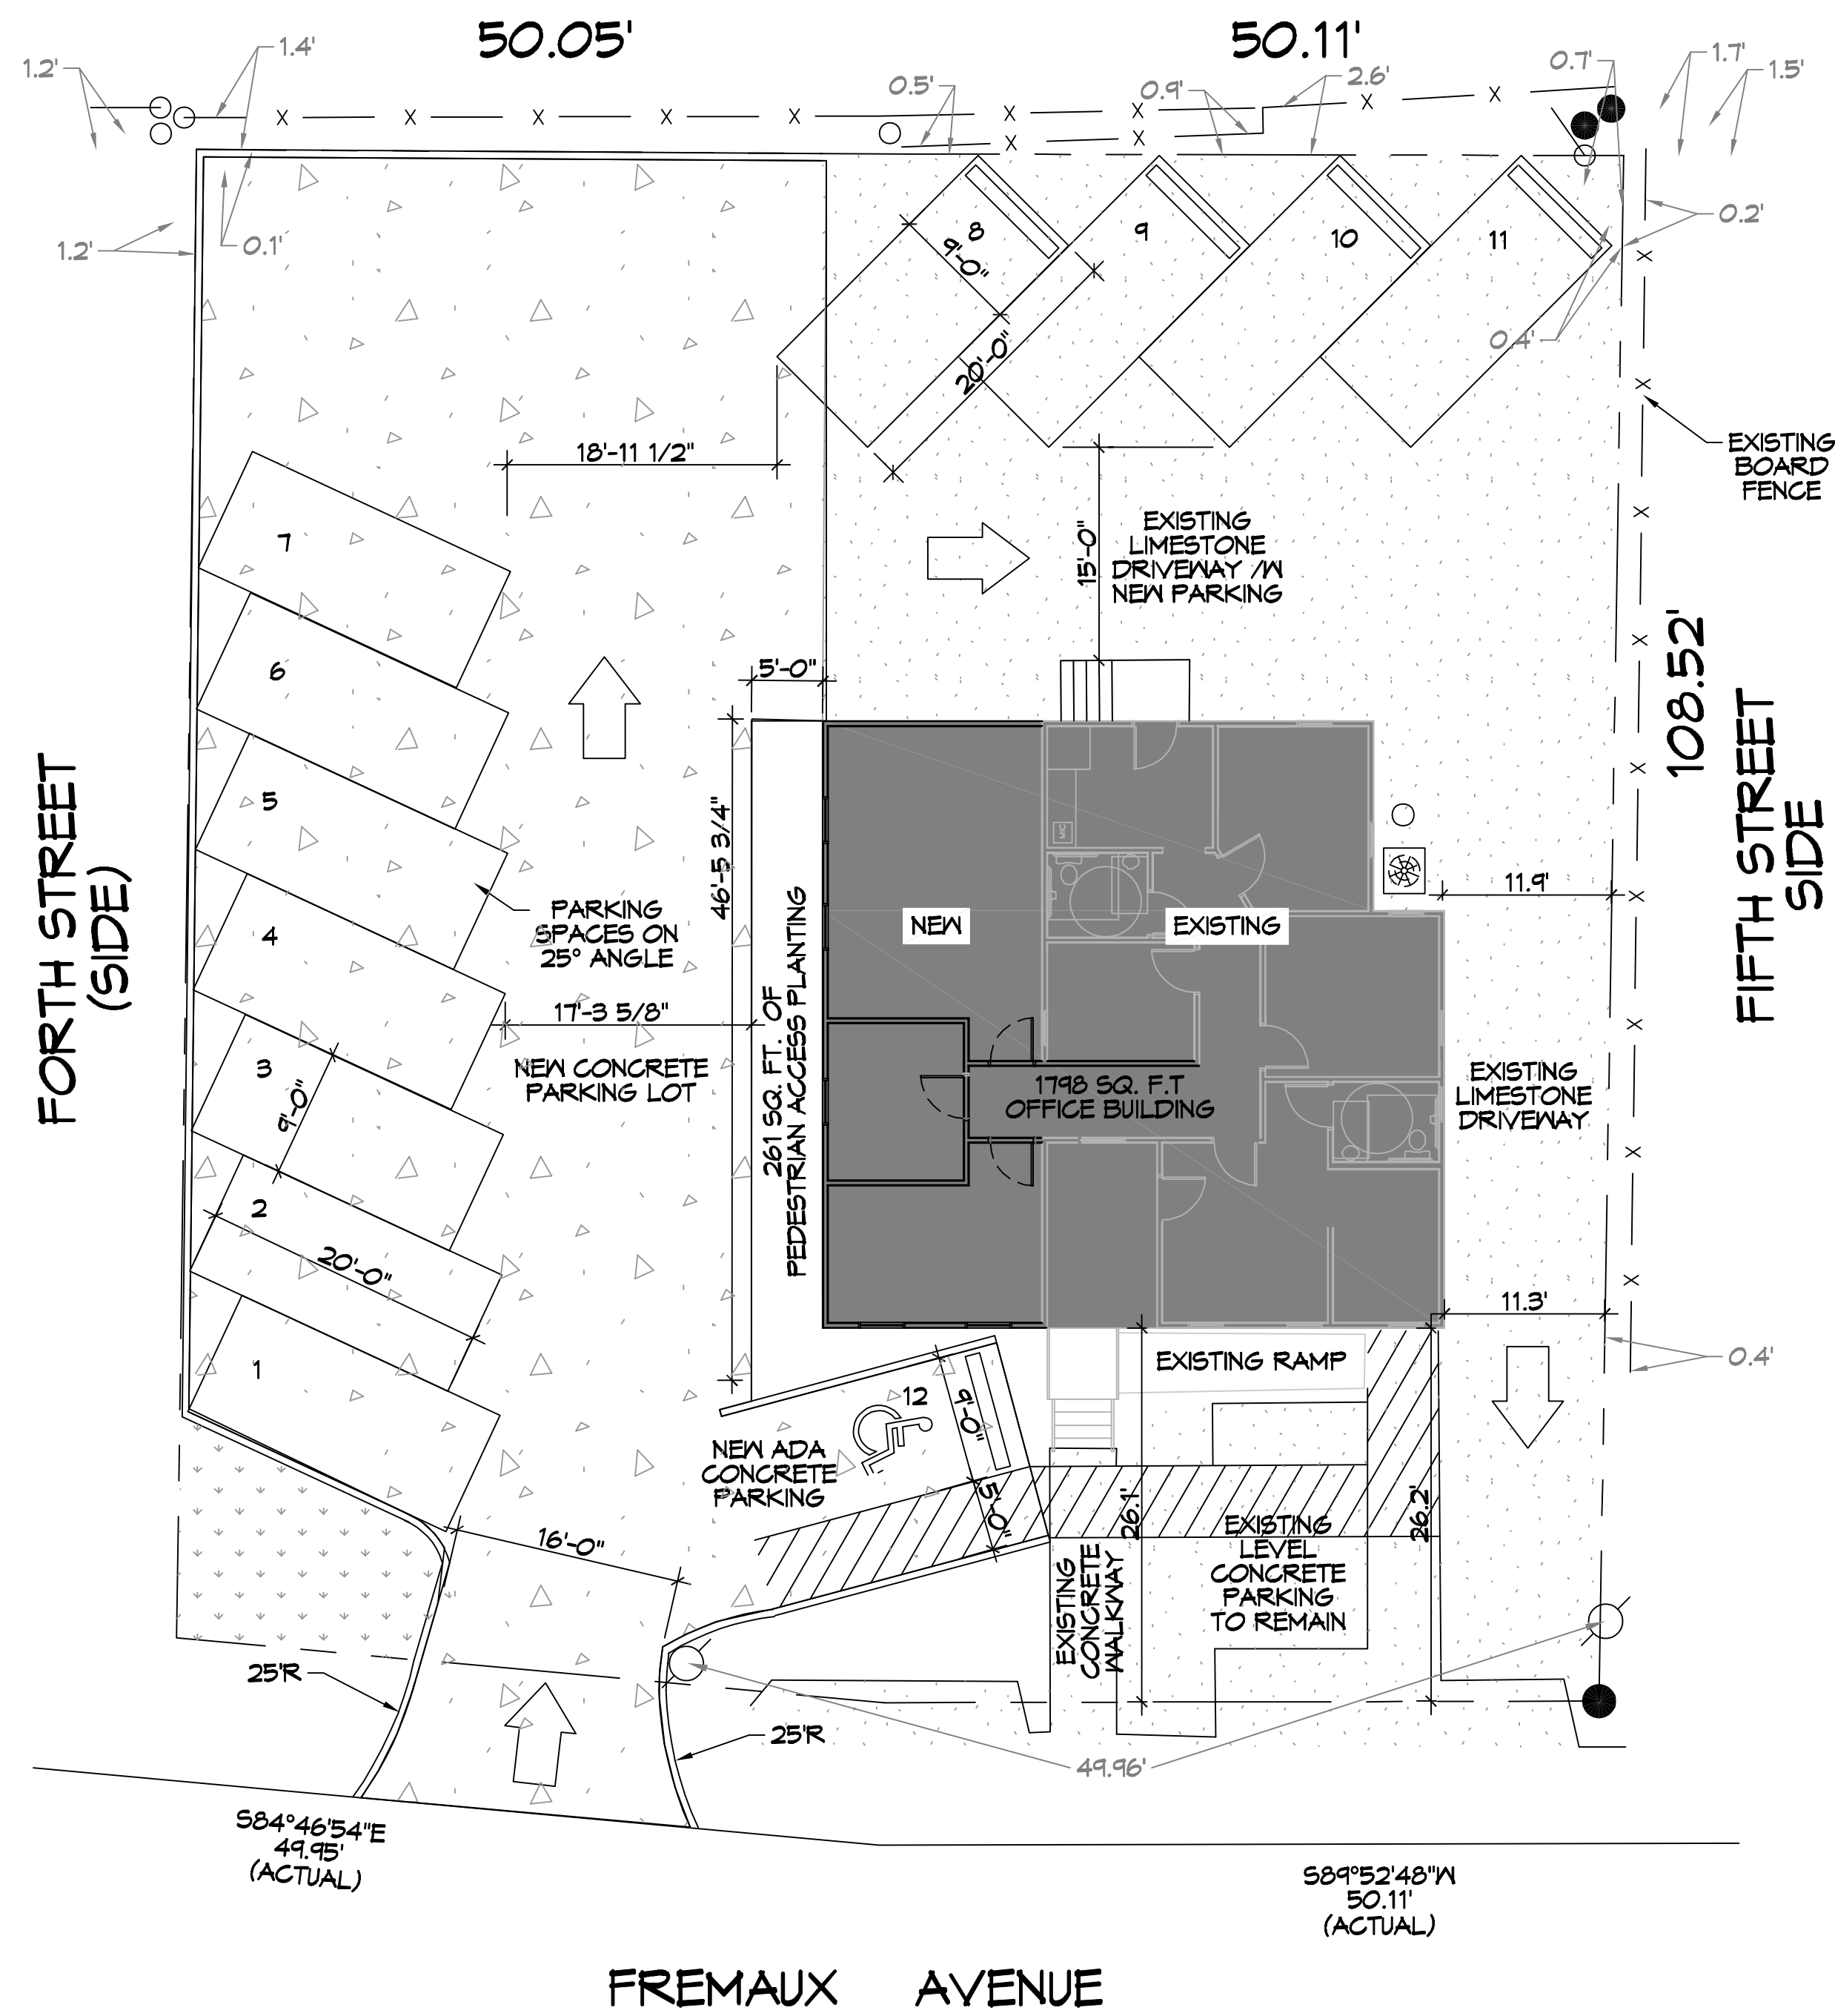 50.05'
50.11'
1.2'
1.4'
0.5'
0.9'
2.6'
0.7'
1.7'
1.5'
X X X X X X X X X
X X
1.2'
0.1'
0.2'
8
9
10
11
9'-0"
20'-0"
0.4'
EXISTING
BOARD
FENCE
18'-11 1/2"
15'-0"
EXISTING
LIMESTONE
DRIVEWAY /W
NEW PARKING
7
6
5
4
3
2
1
5'-0"
108.52'
FIFTH STREET
SIDE
FORTH STREET
(SIDE)
46'-5 3/4"
MIC
PARKING
SPACES ON
25° ANGLE
NEW
EXISTING
11.9'
17'-3 5/8"
NEW CONCRETE
PARKING LOT
261 SQ. FT. OF
PEDESTRIAN ACCESS PLANTING
1798 SQ. F.T
OFFICE BUILDING
EXISTING
LIMESTONE
DRIVEWAY
9'-0"
20'-0"
11.3'
0.4'
EXISTING RAMP
12
9'-0"
NEW ADA
CONCRETE
PARKING
5'-0"
26.1'
26.2'
16'-0"
EXISTING
CONCRETE
WALKWAY
EXISTING
LEVEL
CONCRETE
PARKING
TO REMAIN
25'R
25'R
49.96'
S84°46'54"E
49.95'
(ACTUAL)
S89°52'48"W
50.11'
(ACTUAL)
FREMAUX AVENUE